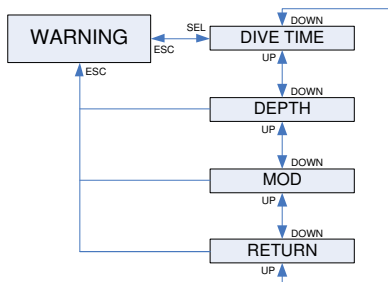 DOWN
SEL
WARNING
DIVE TIME
ESC
UP
ESC
DOWN
DEPTH
UP
DOWN
MOD
UP
DOWN
RETURN
UP